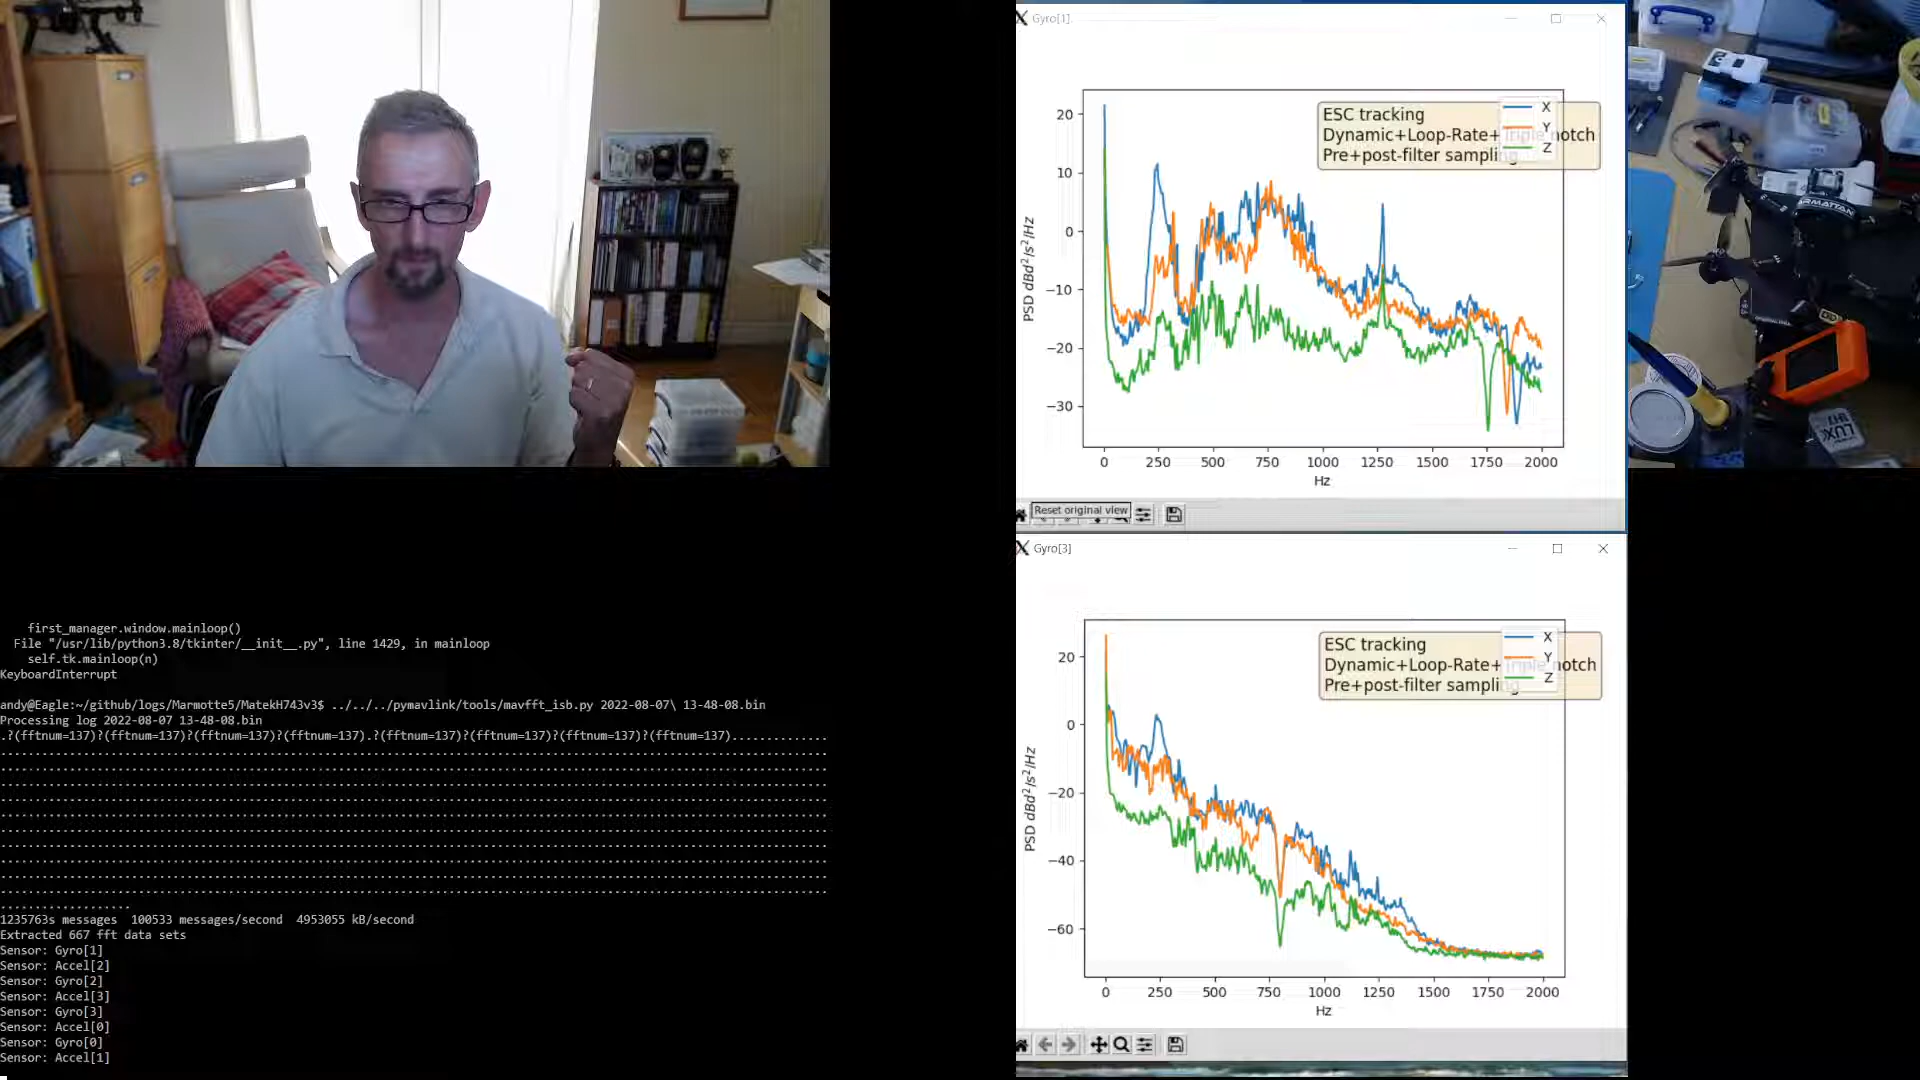 first_manager.window.mainloop()
File "/usr/lib/python3.8/tkinter/__init__.py", line 1429, in mainloop
self.tk.mainloop(n)
KeyboardInterrupt
andy@Eagle:~/github/logs/Marmotte5/MatekH743v3$ ../../../pymavlink/tools/mavfft_isb.py 2022-08-07\ 13-48-08.bin
Processing log 2022-08-07 13-48-08.bin
.?(fftnum=137)?(fftnum=137)?(fftnum=137)?(fftnum=137).?(fftnum=137)?(fftnum=137)?(fftnum=137)?(fftnum=137)..............
1235763s messages  100533 messages/second  4953055 kB/second
Extracted 667 fft data sets
Sensor: Gyro[1]
Sensor: Accel[2]
Sensor: Gyro[2]
Sensor: Accel[3]
Sensor: Gyro[3]
Sensor: Accel[0]
Sensor: Gyro[0]
Sensor: Accel[1]
Gyro[1]
ESC tracking
Dynamic+Loop-Rate+Triple notch
Pre+post-filter sampling
X
Y
Z
PSD dBd²/s²/Hz
20
10
0
−10
−20
−30
0 250 500 750 1000 1250 1500 1750 2000
Hz
Reset original view
Gyro[3]
ESC tracking
Dynamic+Loop-Rate+Triple notch
Pre+post-filter sampling
X
Y
Z
PSD dBd²/s²/Hz
20
0
−20
−40
−60
0 250 500 750 1000 1250 1500 1750 2000
Hz
ARMATTAN
LUX